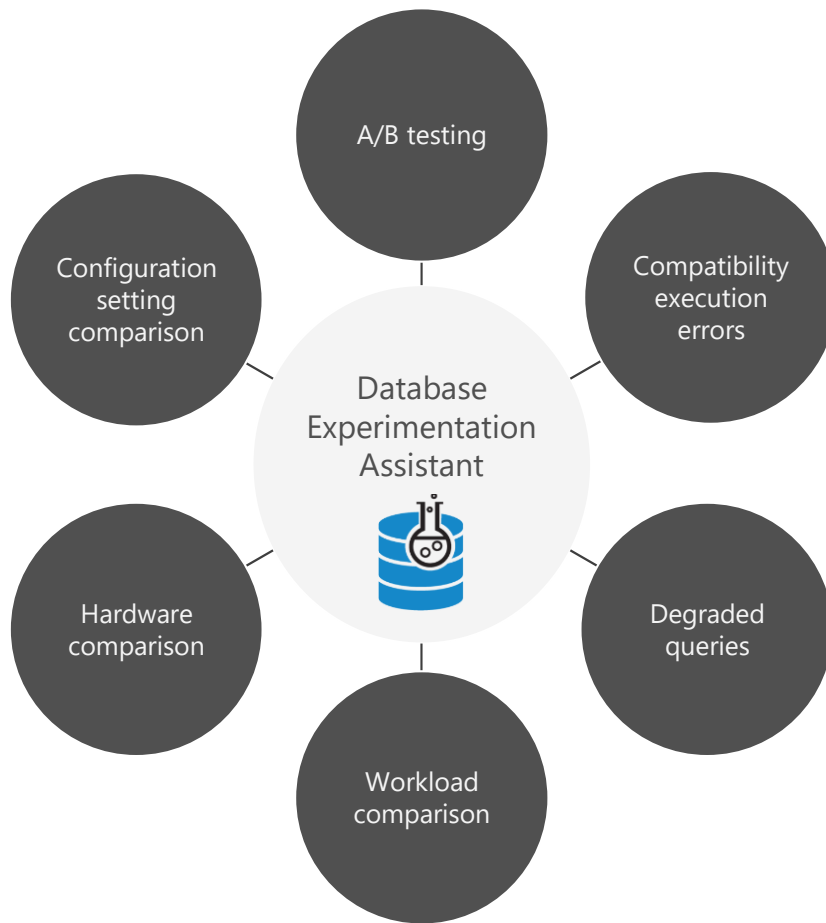 A/B testing
Compatibility
execution
errors
Degraded
queries
Workload
comparison
Hardware
comparison
Configuration
setting
comparison
Database
Experimentation
Assistant